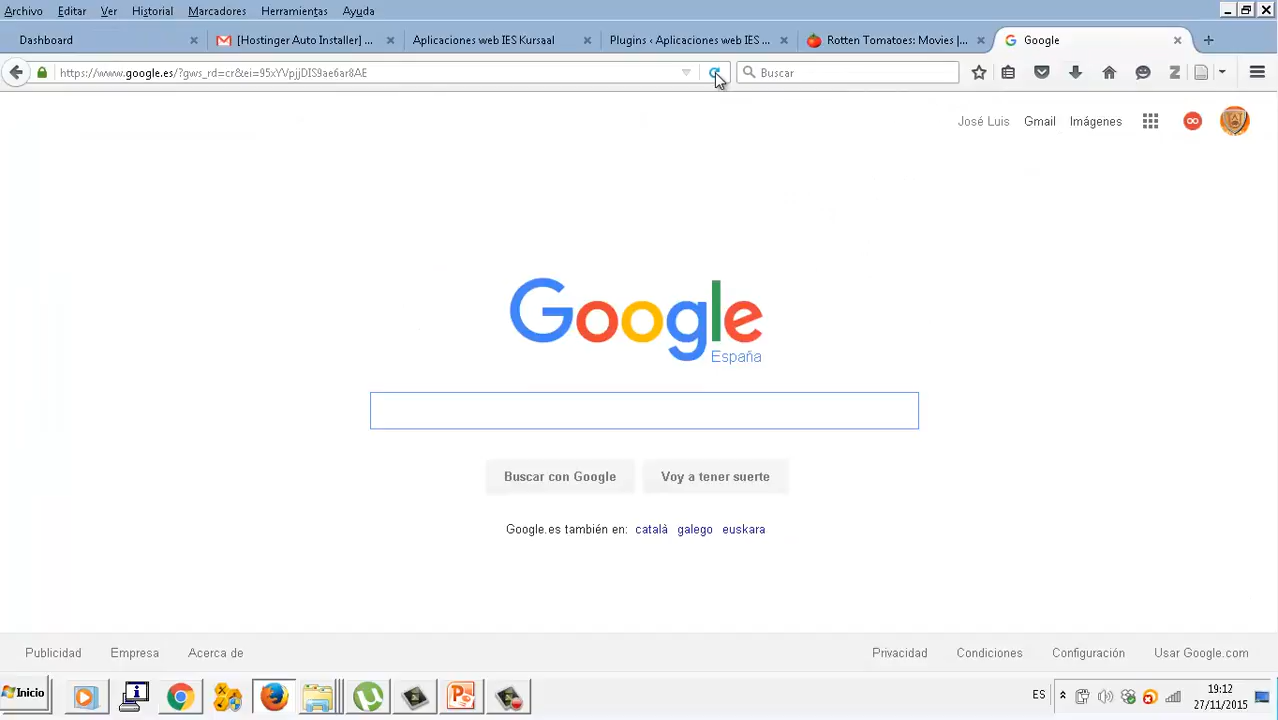 Archivo Editar Ver Historial Marcadores Herramientas Ayuda
Dashboard [Hostinger Auto Installer] ... Aplicaciones web IES Kursaal Plugins ‹ Aplicaciones web IES ... Rotten Tomatoes: Movies | ... Google
https://www.google.es/?gws_rd=cr&ei=95xYVpjjDIS9ae6ar8AE Buscar
José Luis Gmail Imágenes
Google
España
Buscar con Google Voy a tener suerte
Google.es también en: català galego euskara
Publicidad Empresa Acerca de Privacidad Condiciones Configuración Usar Google.com
Inicio ES 19:12
27/11/2015